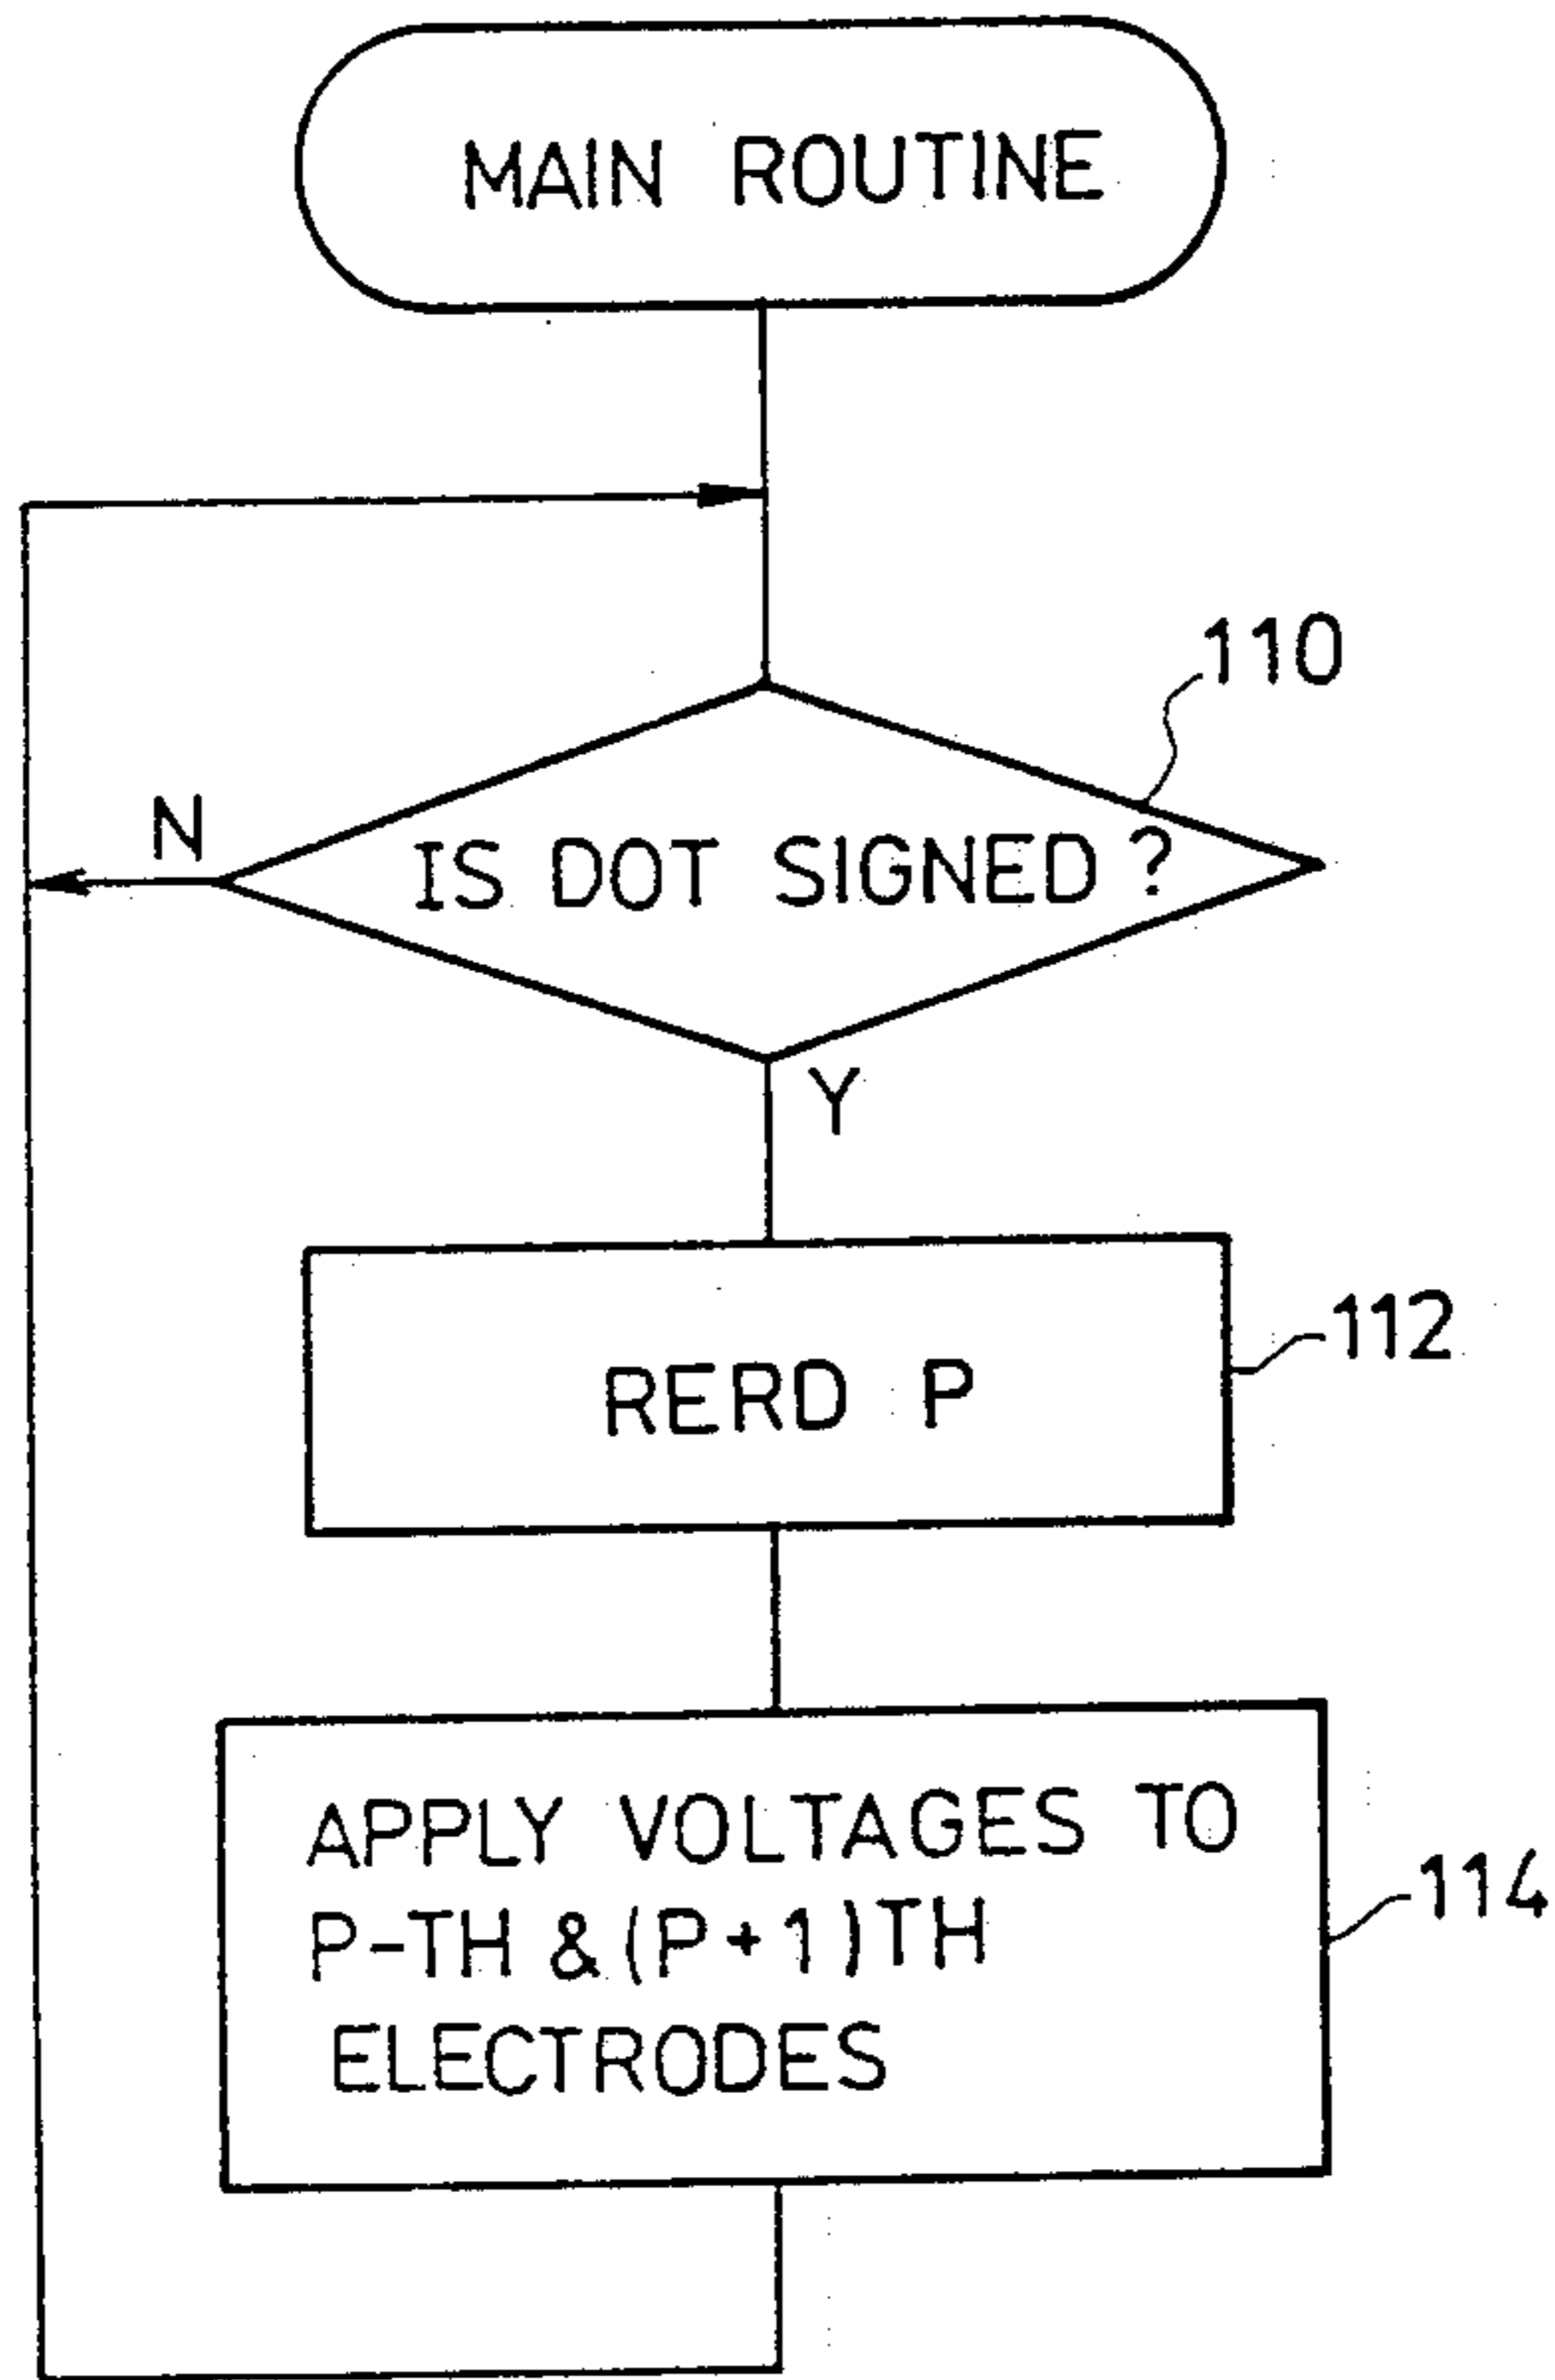 MAIN ROUTINE
110
N
IS DOT SIGNED ?
Y
RERD P
112
APPLY VOLTAGES TO
P-TH & (P+1)TH
ELECTRODES
114